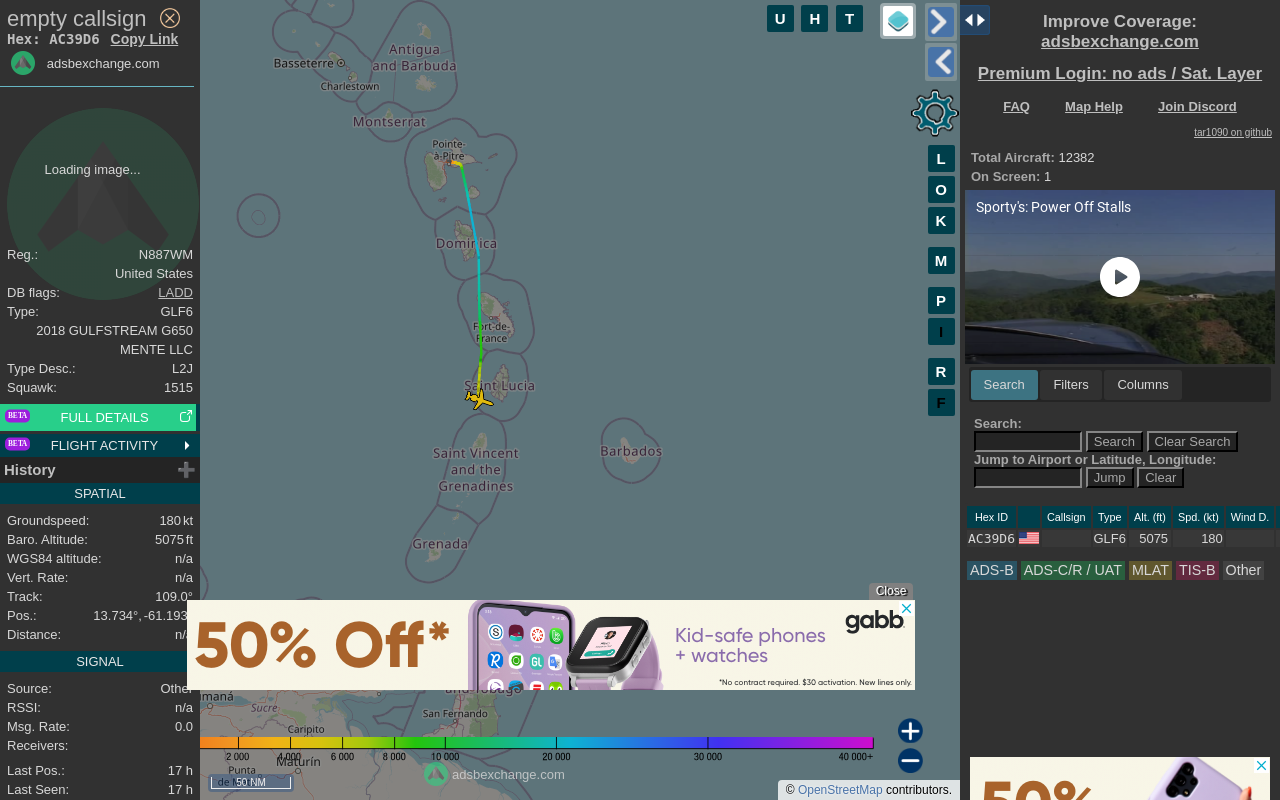 empty callsign
Hex: AC39D6 Copy Link
adsbexchange.com
Loading image...
Reg.: N887WM
United States
DB flags: LADD
Type: GLF6
2018 GULFSTREAM G650
MENTE LLC
Type Desc.: L2J
Squawk: 1515
BETA FULL DETAILS
BETA FLIGHT ACTIVITY
History
SPATIAL
Groundspeed: 180 kt
Baro. Altitude: 5075 ft
WGS84 altitude: n/a
Vert. Rate: n/a
Track: 109.0°
Pos.: 13.734°, -61.193°
Distance: n/a
SIGNAL
Source: Other
RSSI: n/a
Msg. Rate: 0.0
Receivers:
Last Pos.: 17 h
Last Seen: 17 h
Antigua
and Barbuda
Basseterre
Charlestown
Montserrat
Pointe-
à-Pitre
Dominica
Fort-de-
France
Saint Lucia
Saint Vincent
and the
Grenadines
Barbados
Grenada
U H T
L
O
K
M
P
I
R
F
Close
50% Off*
Kid-safe phones
+ watches
gabb
*No contract required. $30 activation. New lines only.
and Tobago
Sucre
San Fernando
Caripito
Maturín
Punta
2 000 4 000 6 000 8 000 10 000 20 000 30 000 40 000+
50 NM
adsbexchange.com
© OpenStreetMap contributors.
Improve Coverage:
adsbexchange.com
Premium Login: no ads / Sat. Layer
FAQ Map Help Join Discord
tar1090 on github
Total Aircraft: 12382
On Screen: 1
Sporty's: Power Off Stalls
Search Filters Columns
Search:
Search Clear Search
Jump to Airport or Latitude, Longitude:
Jump Clear
Hex ID Callsign Type Alt. (ft) Spd. (kt) Wind D.
AC39D6 GLF6 5075 180
ADS-B ADS-C/R / UAT MLAT TIS-B Other
50%